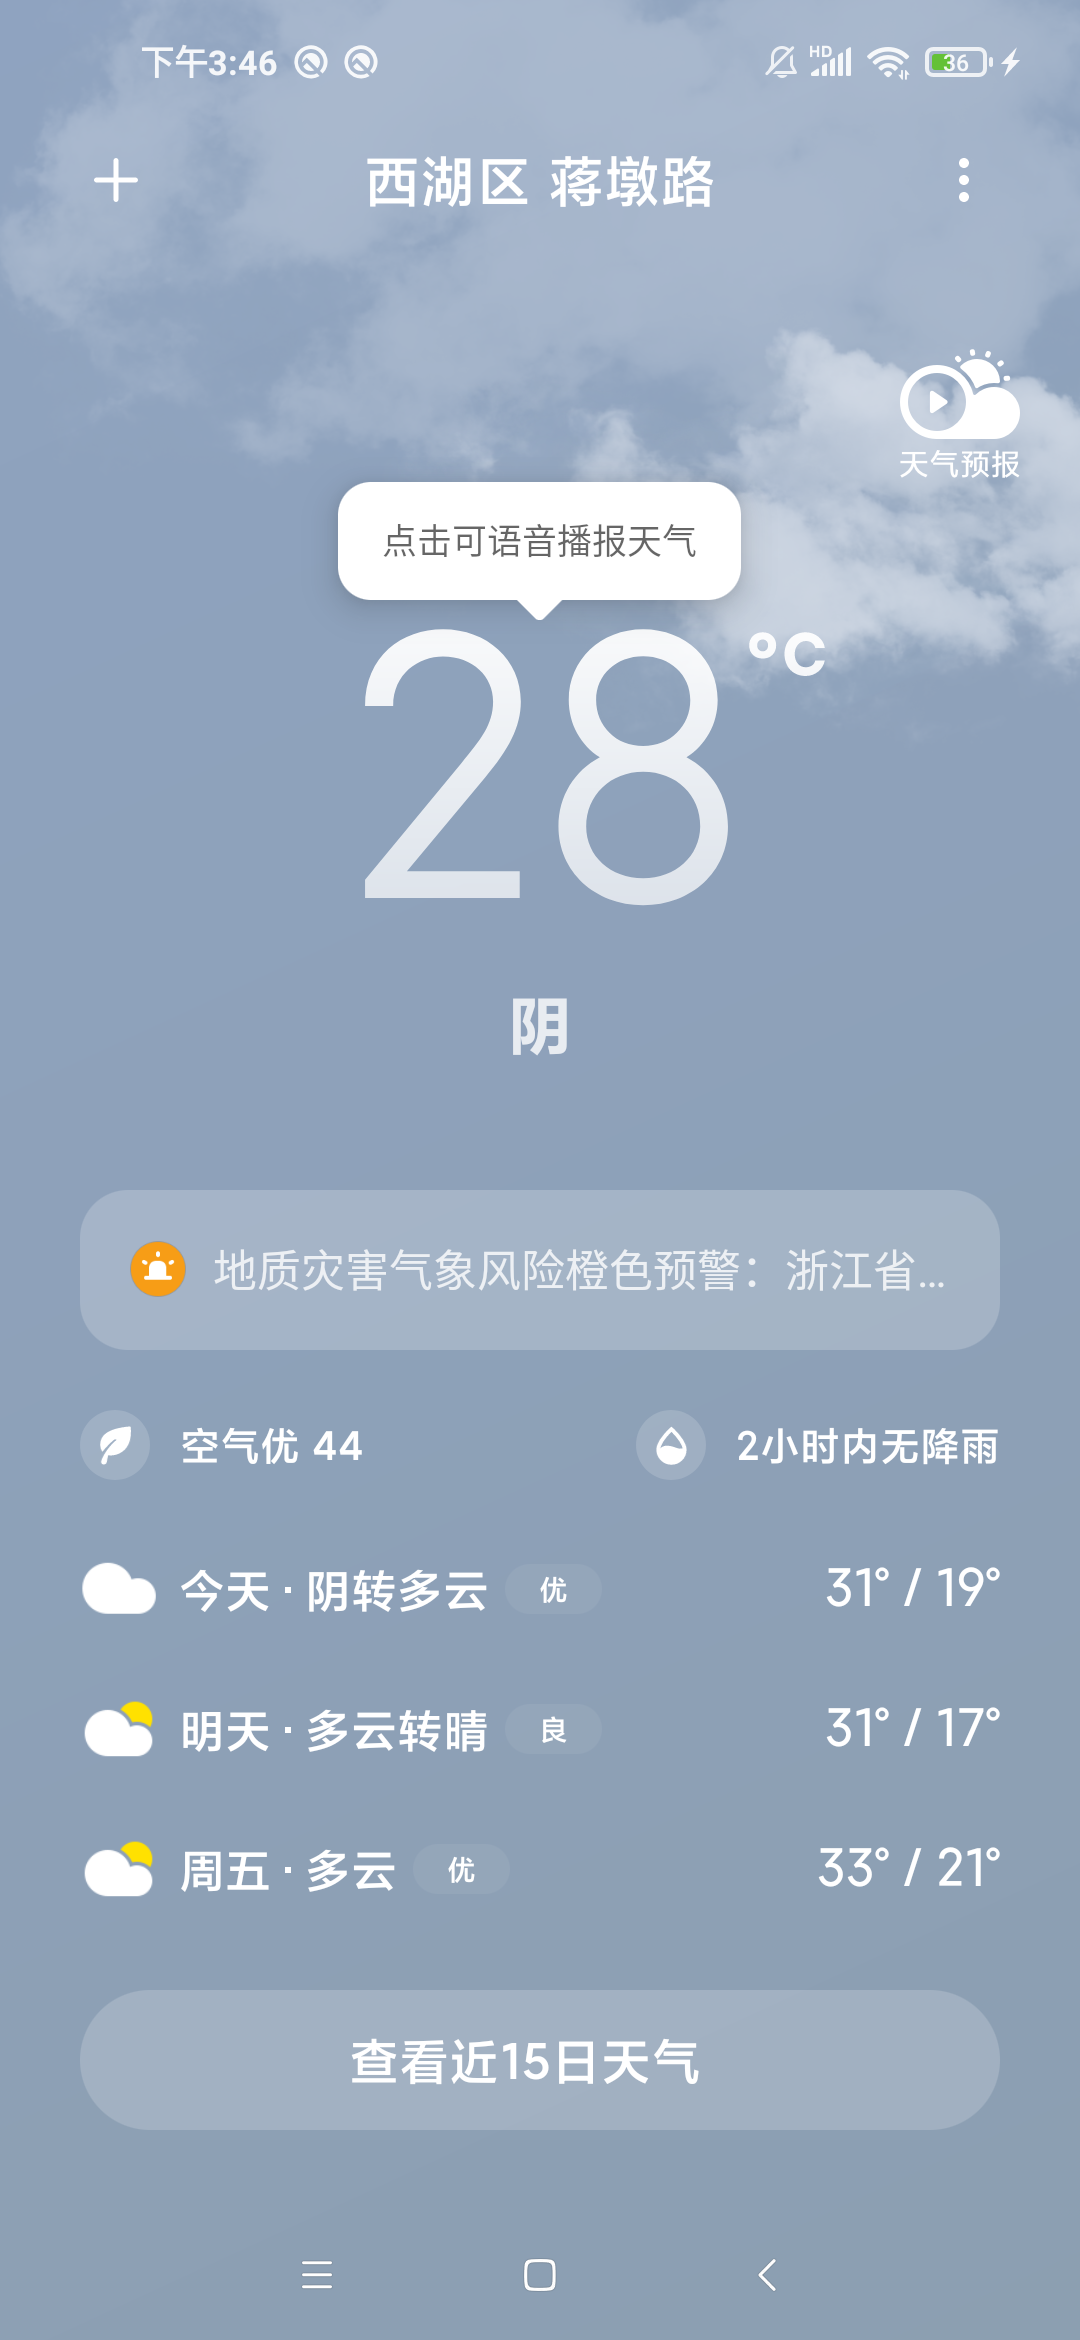 下午3:46
HD
36
西湖区 蒋墩路
天气预报
点击可语音播报天气
28
°C
阴
地质灾害气象风险橙色预警：浙江省...
空气优 44
2小时内无降雨
今天 · 阴转多云 优 31° / 19°
明天 · 多云转晴 良 31° / 17°
周五 · 多云 优 33° / 21°
查看近15日天气